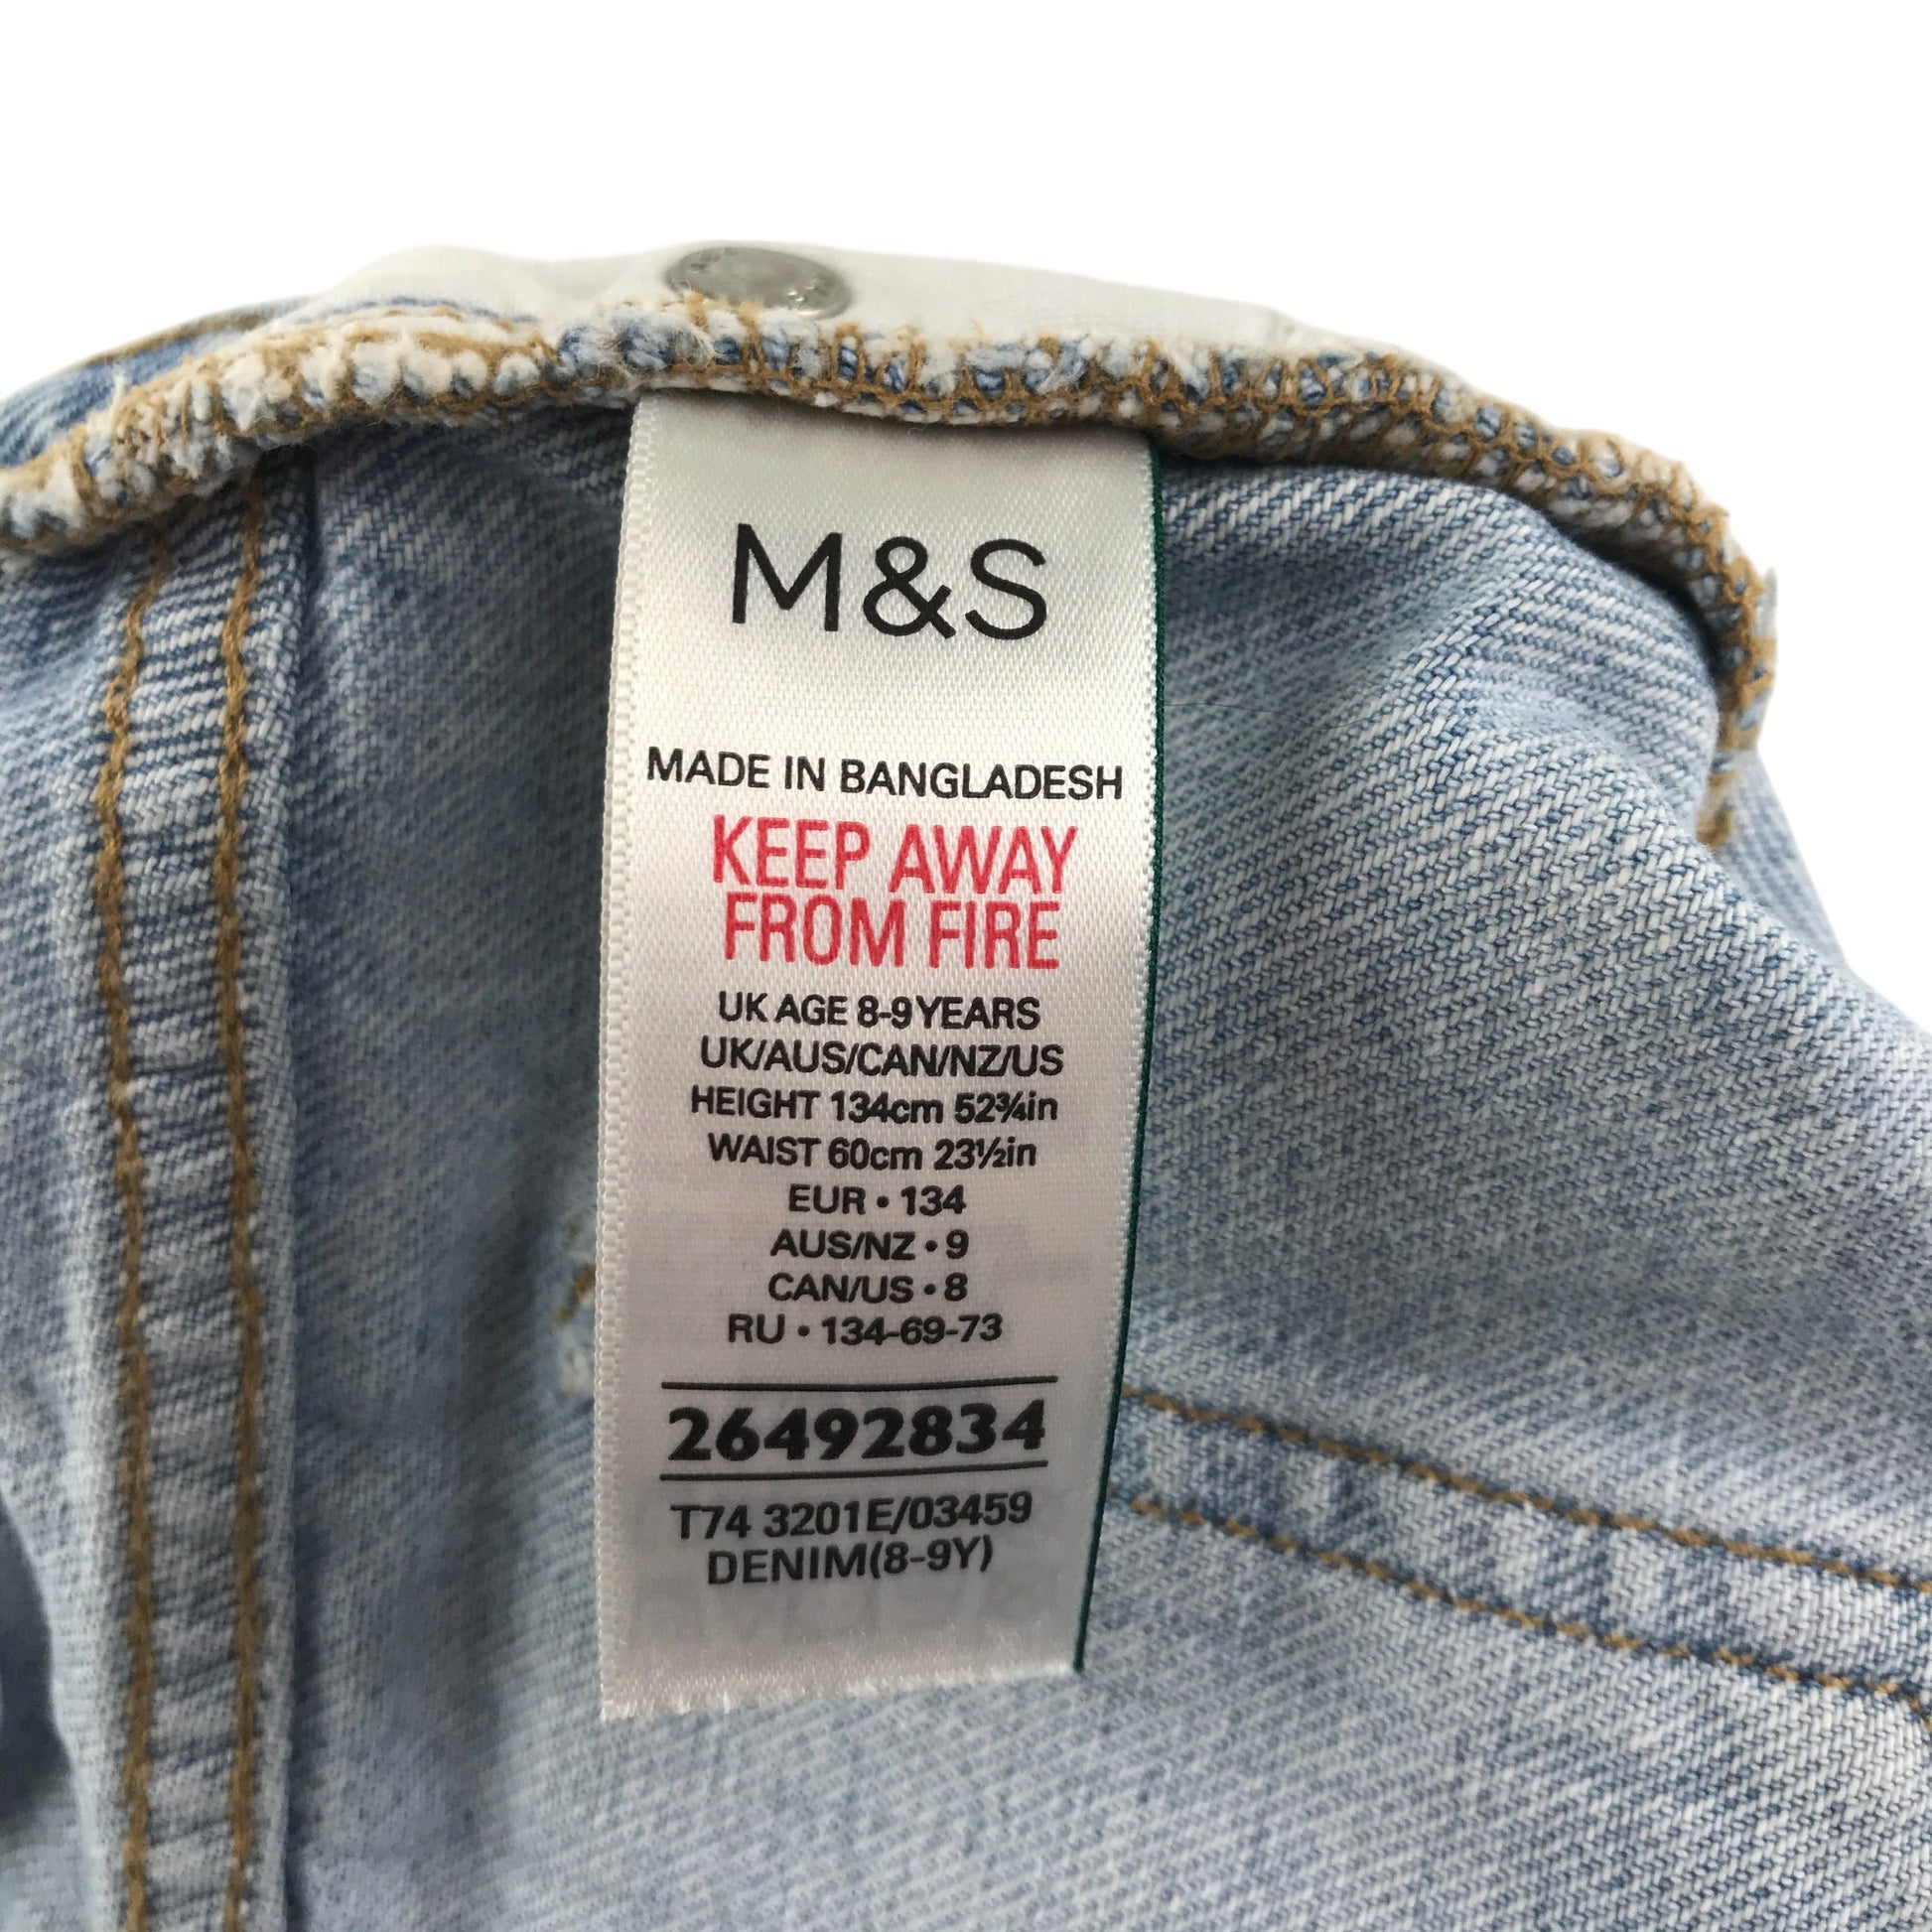 M&S
MADE IN BANGLADESH
KEEP AWAY
FROM FIRE
UK AGE 8-9 YEARS
UK/AUS/CAN/NZ/US
HEIGHT 134cm 52¾in
WAIST 60cm 23½in
EUR • 134
AUS/NZ • 9
CAN/US • 8
RU • 134-69-73
26492834
T74 3201E/03459
DENIM(8-9Y)